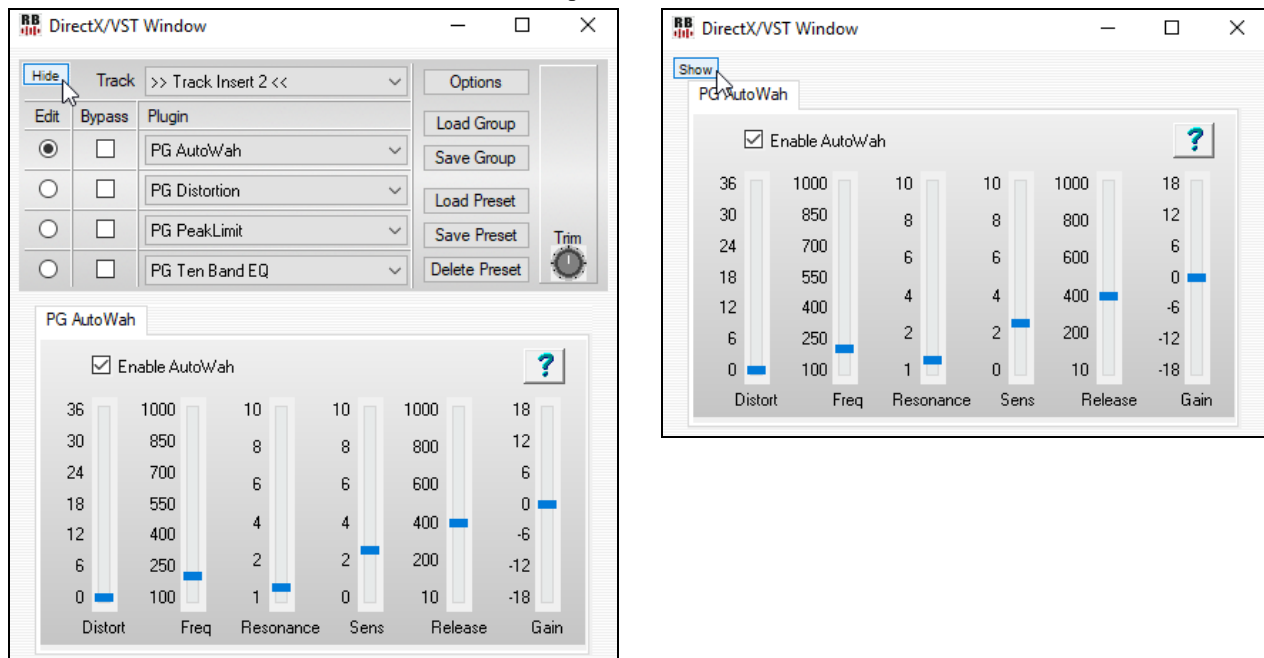 RB DirectX/VST Window
Hide Track >> Track Insert 2 << Options
Edit Bypass Plugin Load Group
PG AutoWah Save Group
PG Distortion Load Preset
PG PeakLimit Save Preset Trim
PG Ten Band EQ Delete Preset
PG AutoWah
Enable AutoWah ?
36 1000 10 10 1000 18
30 850 8 8 800 12
24 700 6 6 600 6
18 550 4 4 400 0
12 400 2 2 200 -6
6 250 1 0 10 -12
0 100 -18
Distort Freq Resonance Sens Release Gain
RB DirectX/VST Window
Show
PG AutoWah
Enable AutoWah ?
36 1000 10 10 1000 18
30 850 8 8 800 12
24 700 6 6 600 6
18 550 4 4 400 0
12 400 2 2 200 -6
6 250 1 0 10 -12
0 100 -18
Distort Freq Resonance Sens Release Gain